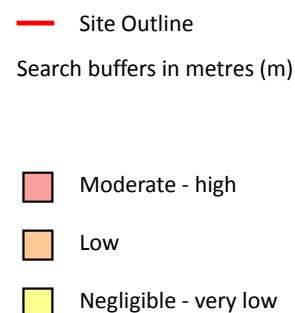 Site Outline
Search buffers in metres (m)
Moderate - high
Low
Negligible - very low